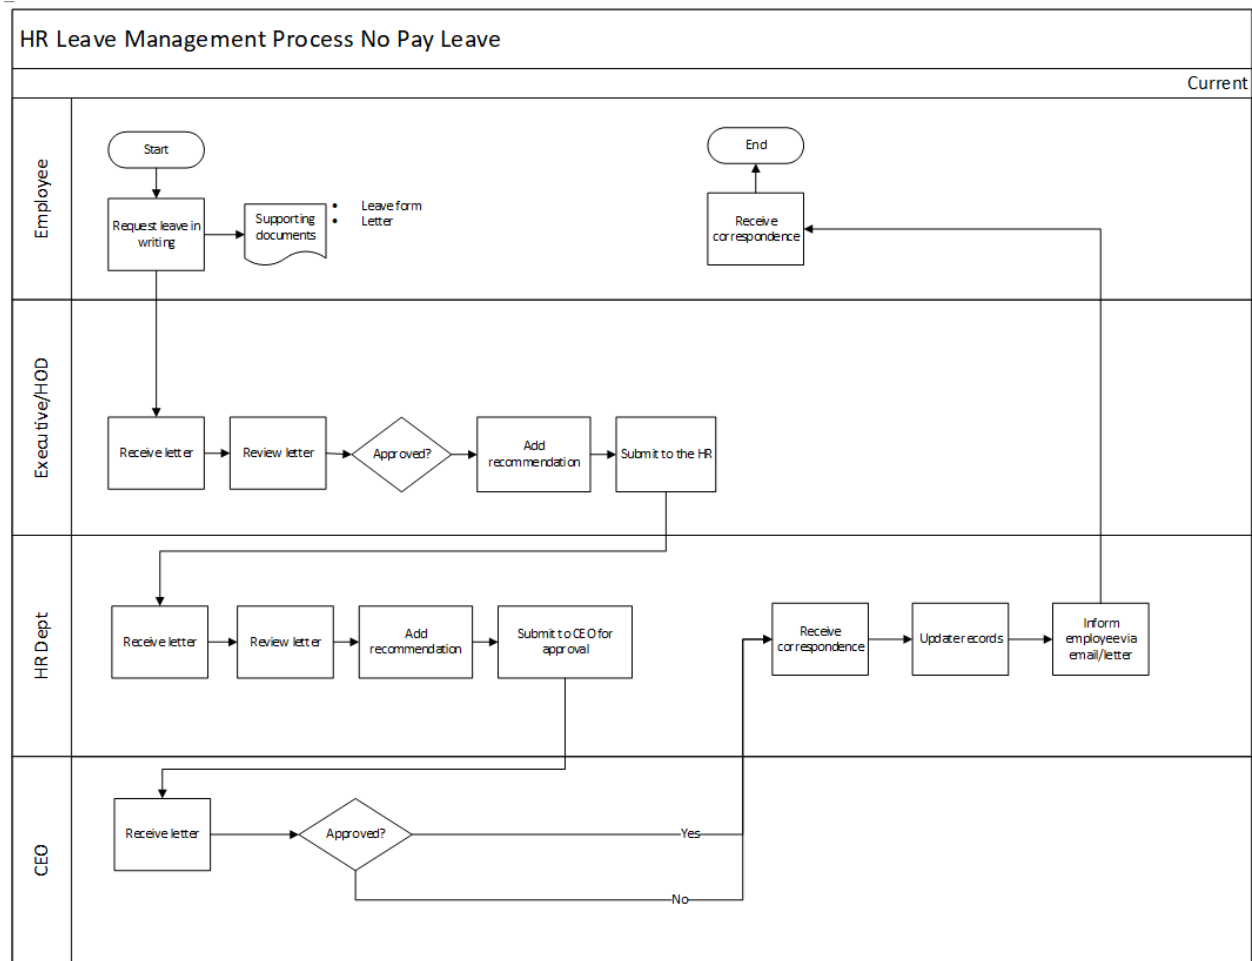 HR Leave Management Process No Pay Leave
Current
Employee
Start
Request leave in
writing
Supporting
documents
• Leave form
• Letter
End
Receive
correspondence
Executive/HOD
Receive letter
Review letter
Approved?
Add
recommendation
Submit to the HR
HR Dept
Receive letter
Review letter
Add
recommendation
Submit to CEO for
approval
Receive
correspondence
Update records
Inform
employee via
email/letter
CEO
Receive letter
Approved?
Yes
No